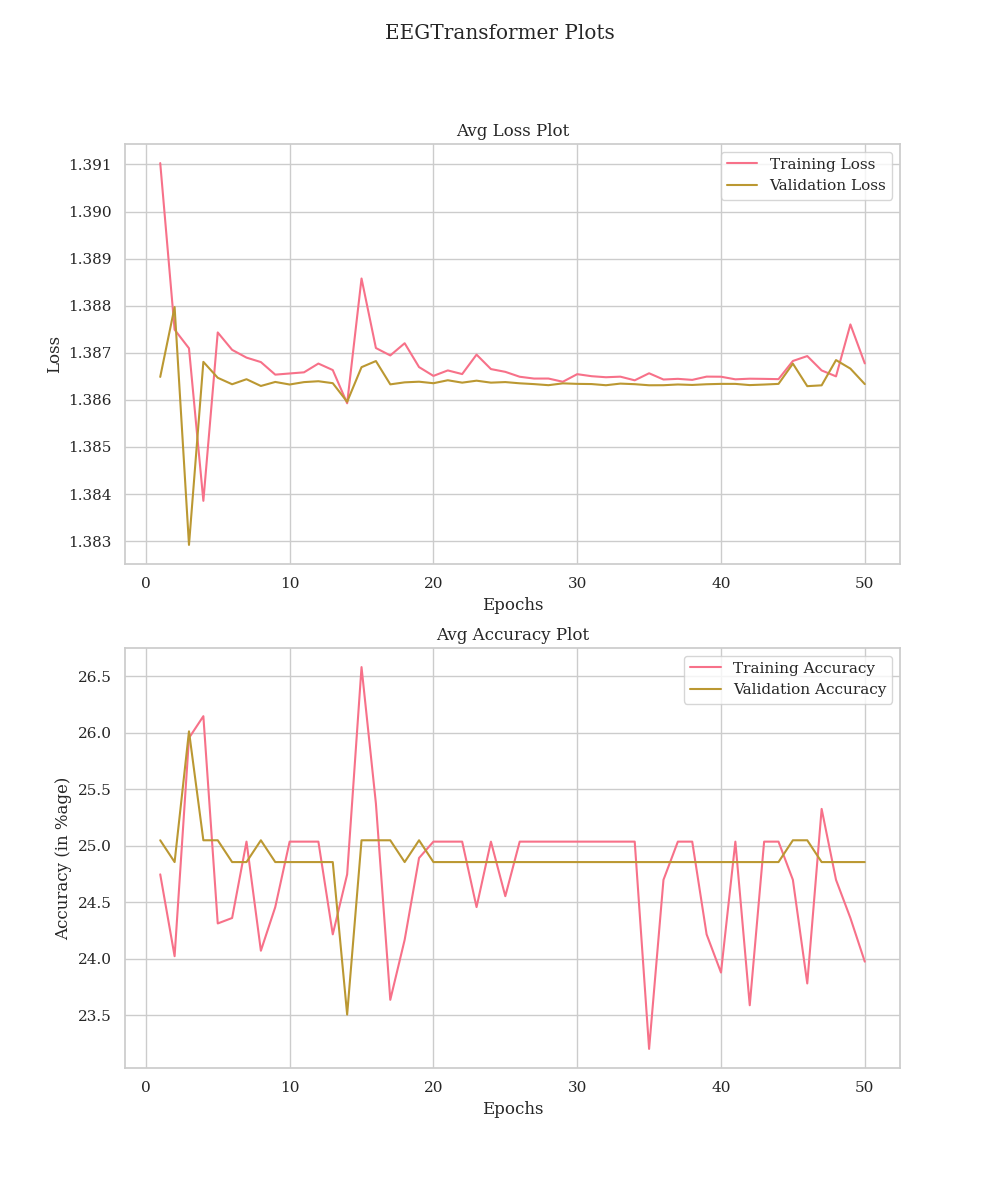 EEGTransformer Plots
Avg Loss Plot
1.391
1.390
1.389
1.388
1.387
1.386
1.385
1.384
1.383
Loss
Training Loss
Validation Loss
0 10 20 30 40 50
Epochs
Avg Accuracy Plot
26.5
26.0
25.5
25.0
24.5
24.0
23.5
Accuracy (in %age)
Training Accuracy
Validation Accuracy
0 10 20 30 40 50
Epochs